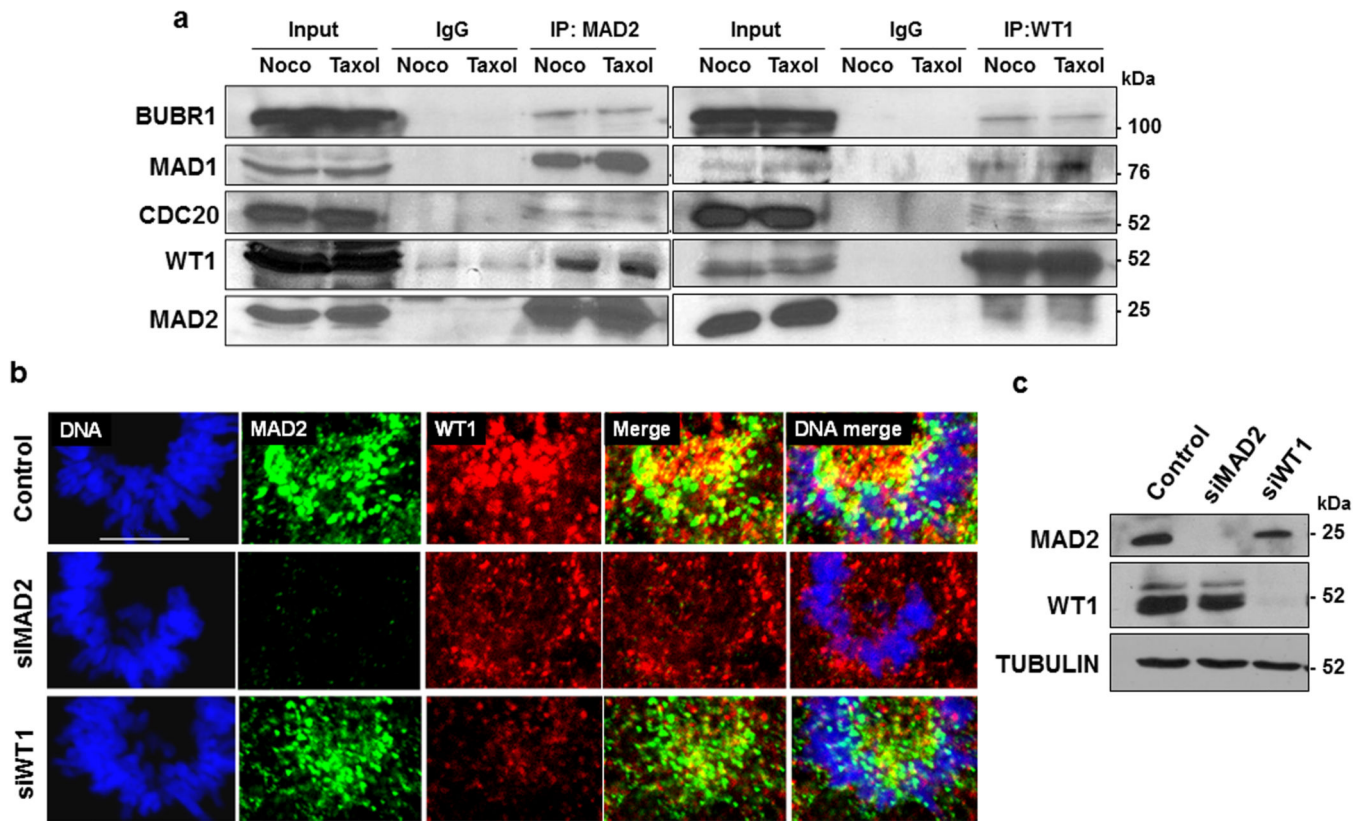 a
Input IgG IP: MAD2 Input IgG IP:WT1
Noco Taxol Noco Taxol Noco Taxol Noco Taxol Noco Taxol Noco Taxol kDa
BUBR1 - 100
MAD1 - 76
CDC20 - 52
WT1 - 52
MAD2 - 25
b
DNA MAD2 WT1 Merge DNA merge
Control
siMAD2
siWT1
c
Control siMAD2 siWT1 kDa
MAD2 - 25
WT1 - 52
TUBULIN - 52